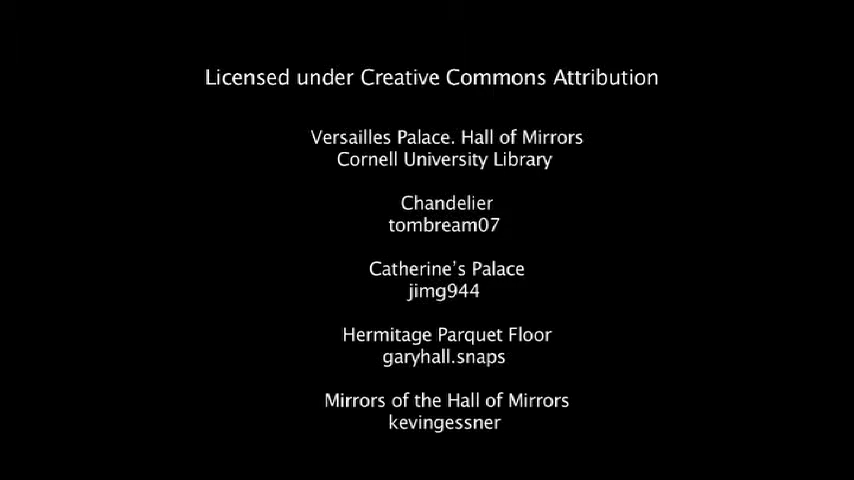 Licensed under Creative Commons Attribution
Versailles Palace. Hall of Mirrors
Cornell University Library
Chandelier
tombream07
Catherine's Palace
jimg944
Hermitage Parquet Floor
garyhall.snaps
Mirrors of the Hall of Mirrors
kevingessner